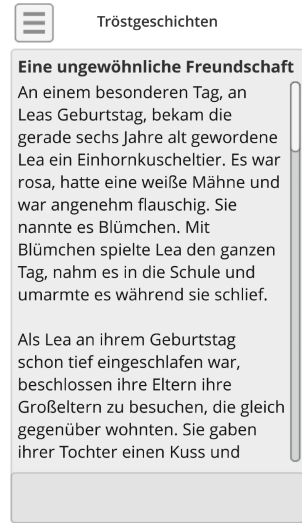 Tröstgeschichten
Eine ungewöhnliche Freundschaft
An einem besonderen Tag, an
Leas Geburtstag, bekam die
gerade sechs Jahre alt gewordene
Lea ein Einhornkuscheltier. Es war
rosa, hatte eine weiße Mähne und
war angenehm flauschig. Sie
nannte es Blümchen. Mit
Blümchen spielte Lea den ganzen
Tag, nahm es in die Schule und
umarmte es während sie schlief.
Als Lea an ihrem Geburtstag
schon tief eingeschlafen war,
beschlossen ihre Eltern ihre
Großeltern zu besuchen, die gleich
gegenüber wohnten. Sie gaben
ihrer Tochter einen Kuss und